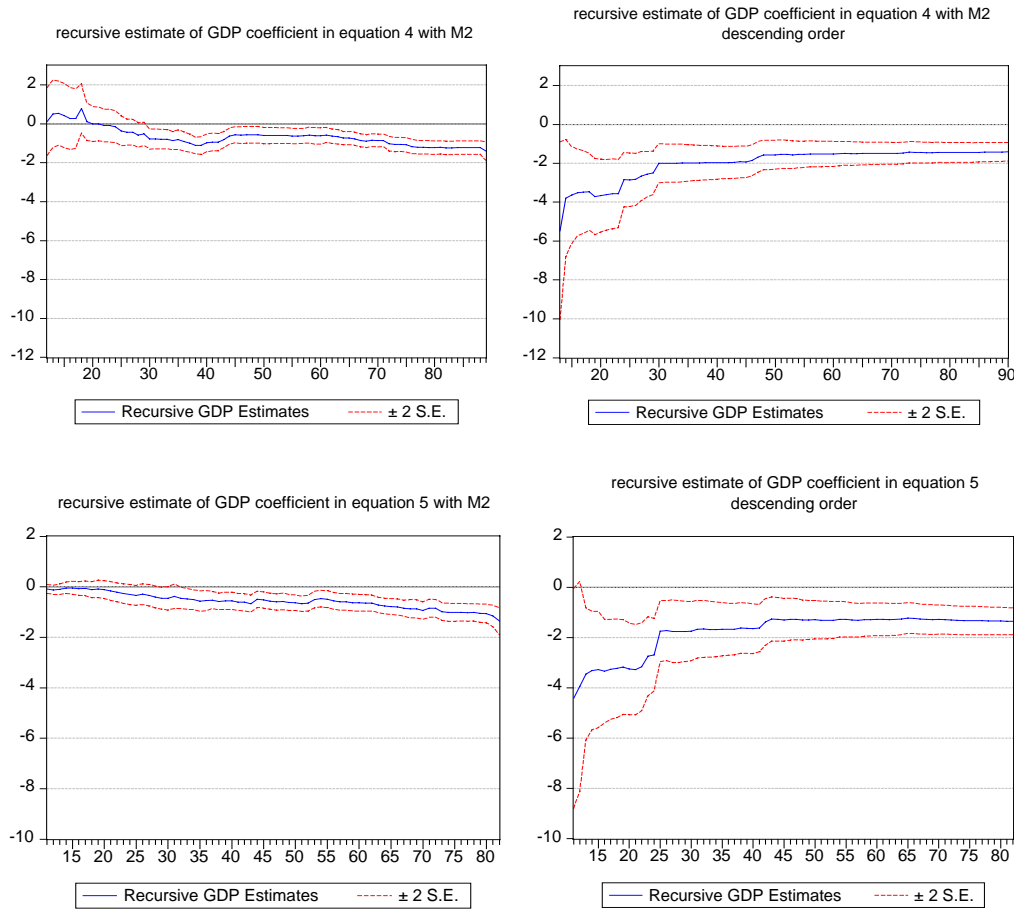 recursive estimate of GDP coefficient in equation 4 with M2
2
0
-2
-4
-6
-8
-10
-12
20 30 40 50 60 70 80
Recursive GDP Estimates ± 2 S.E.
recursive estimate of GDP coefficient in equation 4 with M2
descending order
2
0
-2
-4
-6
-8
-10
-12
20 30 40 50 60 70 80 90
Recursive GDP Estimates ± 2 S.E.
recursive estimate of GDP coefficient in equation 5 with M2
2
0
-2
-4
-6
-8
-10
15 20 25 30 35 40 45 50 55 60 65 70 75 80
Recursive GDP Estimates ± 2 S.E.
recursive estimate of GDP coefficient in equation 5
descending order
2
0
-2
-4
-6
-8
-10
15 20 25 30 35 40 45 50 55 60 65 70 75 80
Recursive GDP Estimates ± 2 S.E.